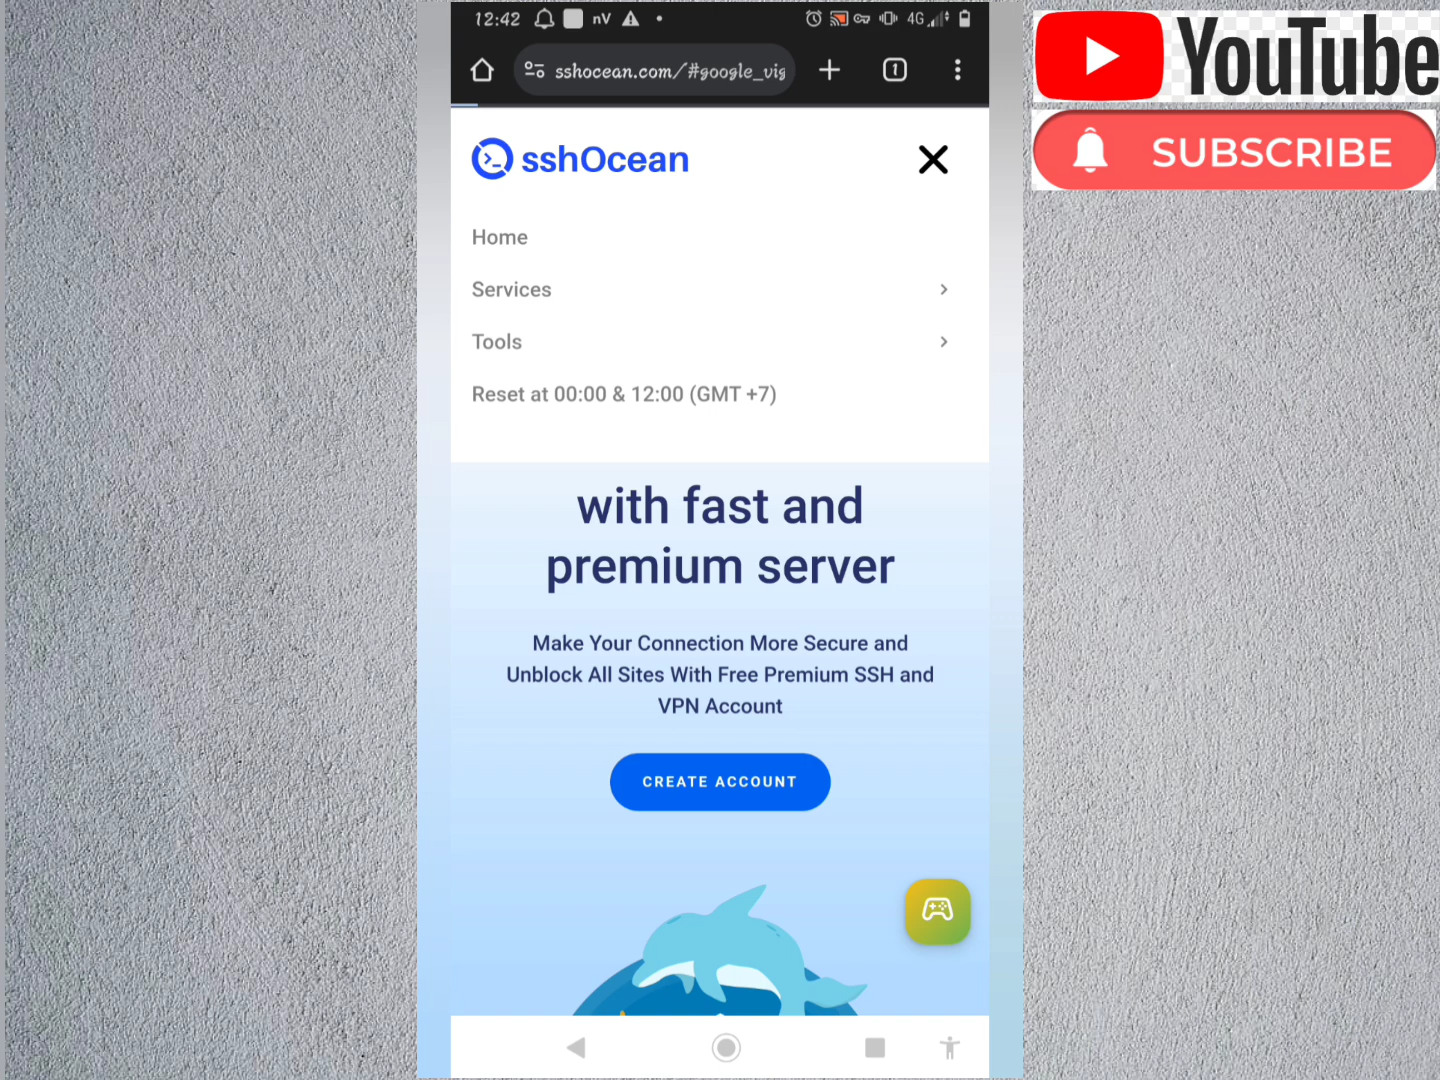 12:42 nV 4G
sshocean.com/#google_vig
1
YouTube
SUBSCRIBE
sshOcean
Home
Services
Tools
Reset at 00:00 & 12:00 (GMT +7)
with fast and
premium server
Make Your Connection More Secure and
Unblock All Sites With Free Premium SSH and
VPN Account
CREATE ACCOUNT